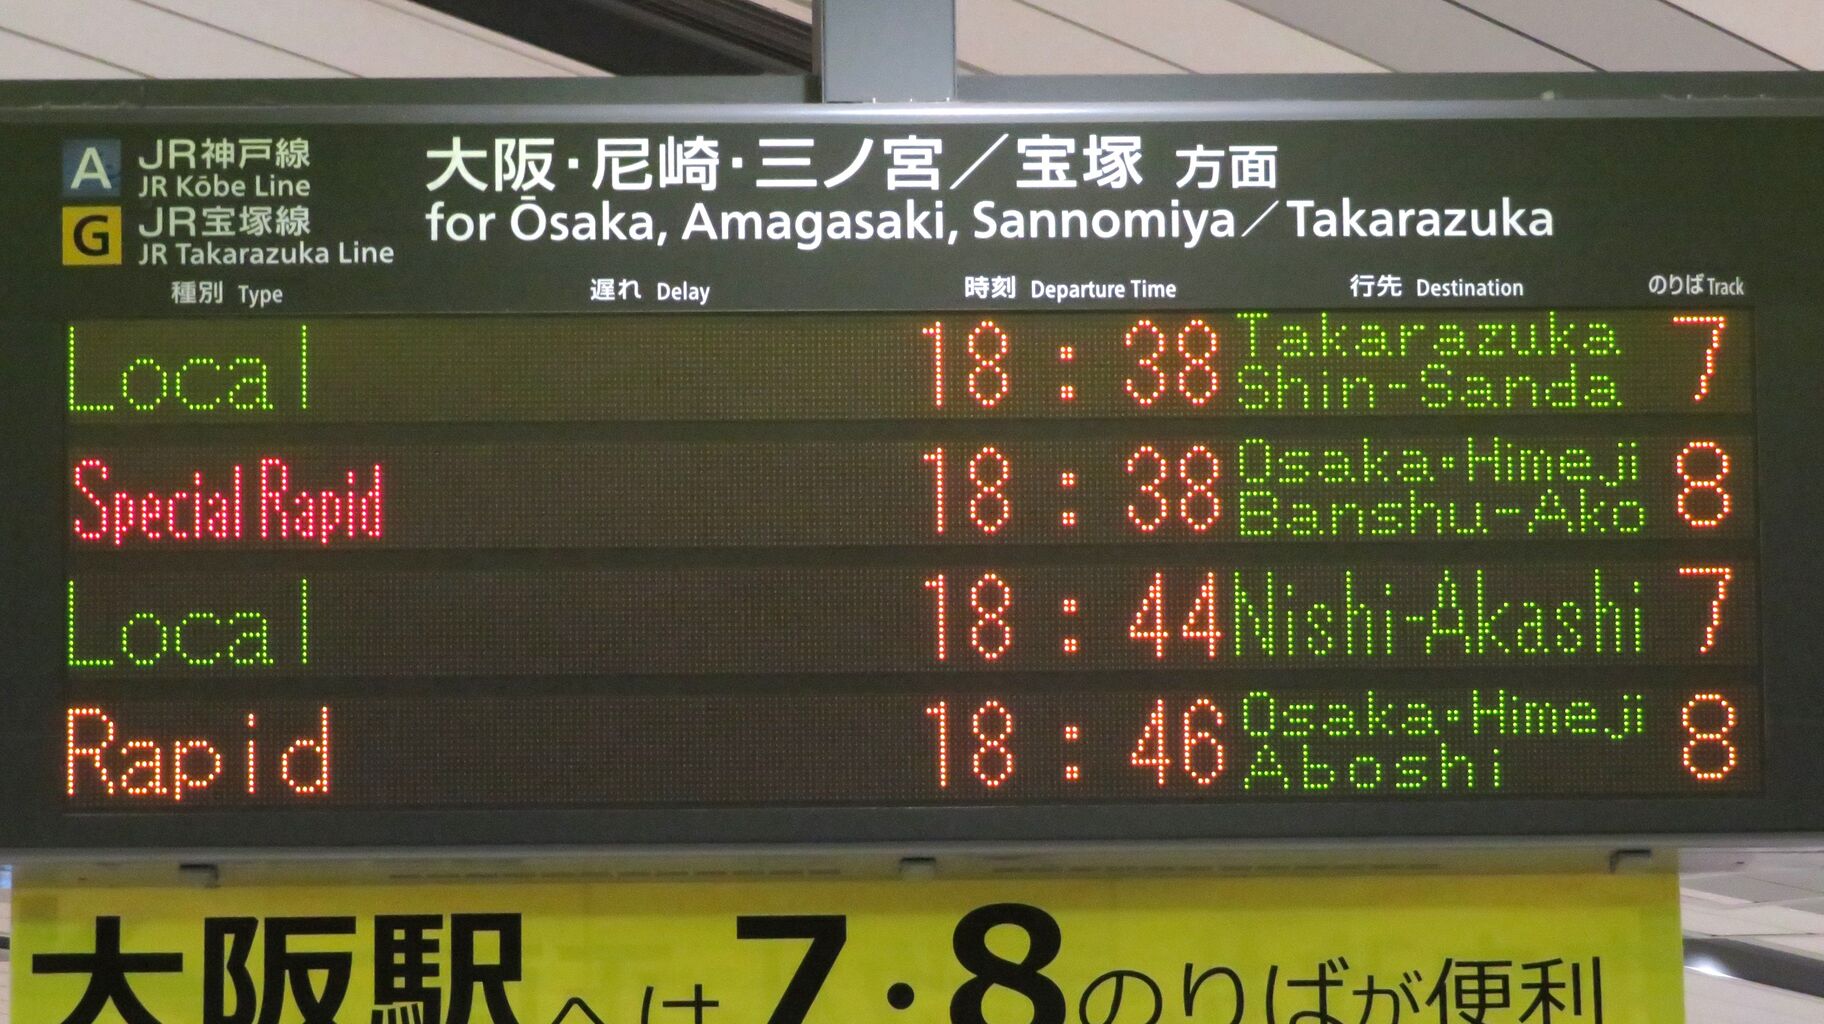 A JR神戸線
JR Kōbe Line
G JR宝塚線
JR Takarazuka Line
大阪・尼崎・三ノ宮／宝塚 方面
for Ōsaka, Amagasaki, Sannomiya／Takarazuka
種別 Type 遅れ Delay 時刻 Departure Time 行先 Destination のりば Track
Local 18:38 Takarazuka 7
Shin-Sanda
Special Rapid 18:38 Osaka・Himeji 8
Banshu-Ako
Local 18:44 Nishi-Akashi 7
Rapid 18:46 Osaka・Himeji 8
Aboshi
大阪駅へは7・8のりばが便利